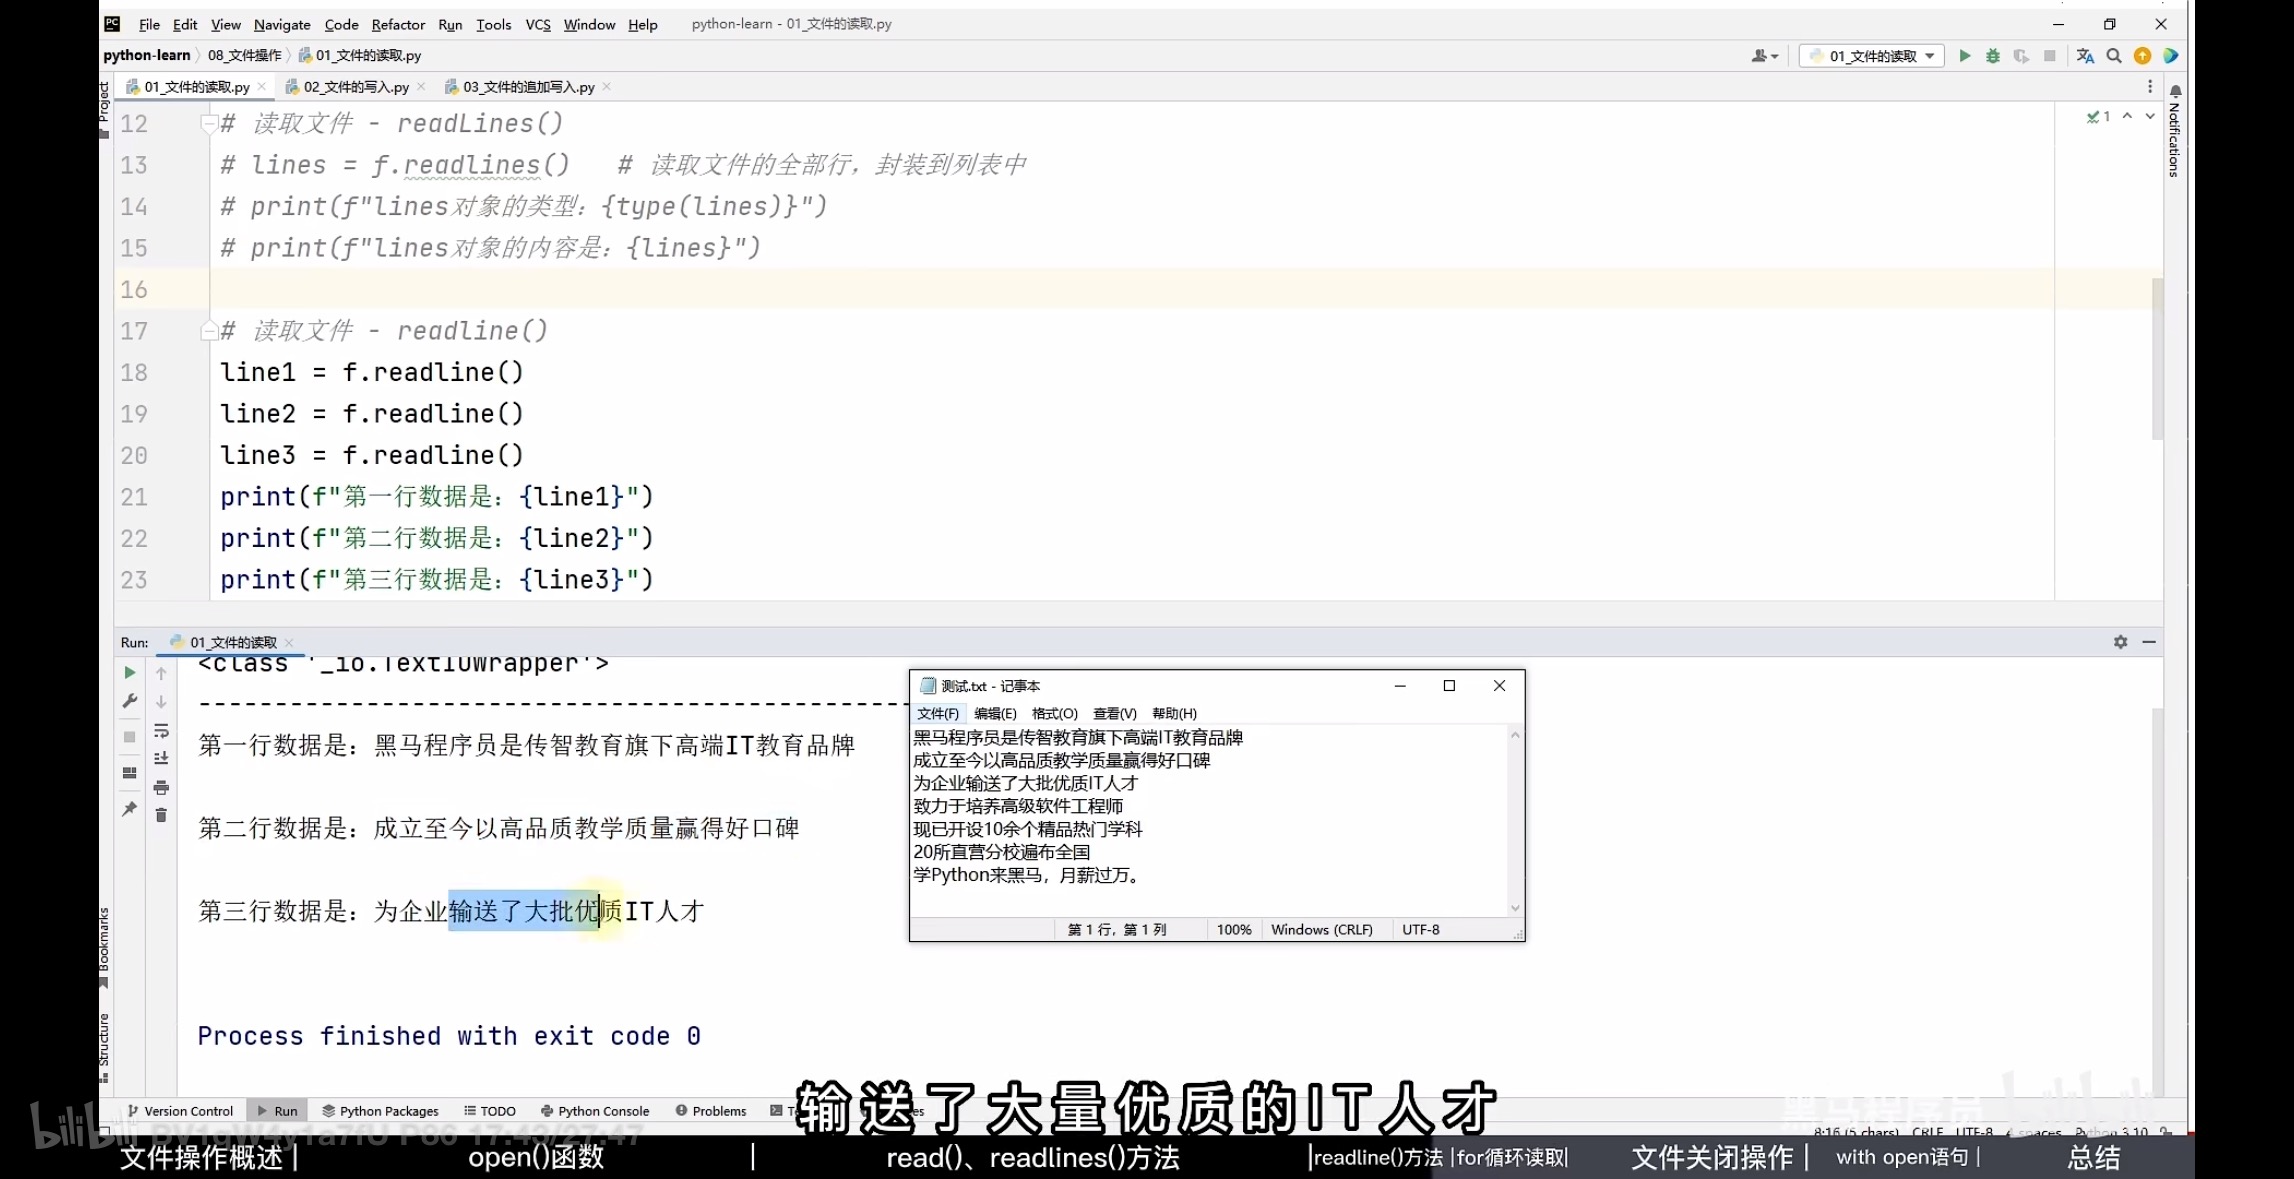 File Edit View Navigate Code Refactor Run Tools VCS Window Help python-learn - 01_文件的读取.py
python-learn 08_文件操作 01_文件的读取.py 01_文件的读取
01_文件的读取.py 02_文件的写入.py 03_文件的追加写入.py
Project
Notifications
1
12 # 读取文件 - readLines()
13 # lines = f.readlines() # 读取文件的全部行，封装到列表中
14 # print(f"lines对象的类型：{type(lines)}")
15 # print(f"lines对象的内容是：{lines}")
16
17 # 读取文件 - readline()
18 line1 = f.readline()
19 line2 = f.readline()
20 line3 = f.readline()
21 print(f"第一行数据是：{line1}")
22 print(f"第二行数据是：{line2}")
23 print(f"第三行数据是：{line3}")
Run: 01_文件的读取
<class '_io.TextIOWrapper'>
------------------------------------------------
第一行数据是：黑马程序员是传智教育旗下高端IT教育品牌
第二行数据是：成立至今以高品质教学质量赢得好口碑
第三行数据是：为企业输送了大批优质IT人才
Process finished with exit code 0
测试.txt - 记事本
文件(F) 编辑(E) 格式(O) 查看(V) 帮助(H)
黑马程序员是传智教育旗下高端IT教育品牌
成立至今以高品质教学质量赢得好口碑
为企业输送了大批优质IT人才
致力于培养高级软件工程师
现已开设10余个精品热门学科
20所直营分校遍布全国
学Python来黑马，月薪过万。
第 1 行，第 1 列 100% Windows (CRLF) UTF-8
Bookmarks
Structure
Version Control Run Python Packages TODO Python Console Problems
输送了大量优质的IT人才
黑马程序员 bilibili
bilibili BV1qW4y1a7fU P86 17:43/27:47
8:16 (5 chars) CRLF UTF-8 4 spaces Python 3.10
文件操作概述 | open()函数 | read()、readlines()方法 |readline()方法 |for循环读取| 文件关闭操作 | with open语句 | 总结